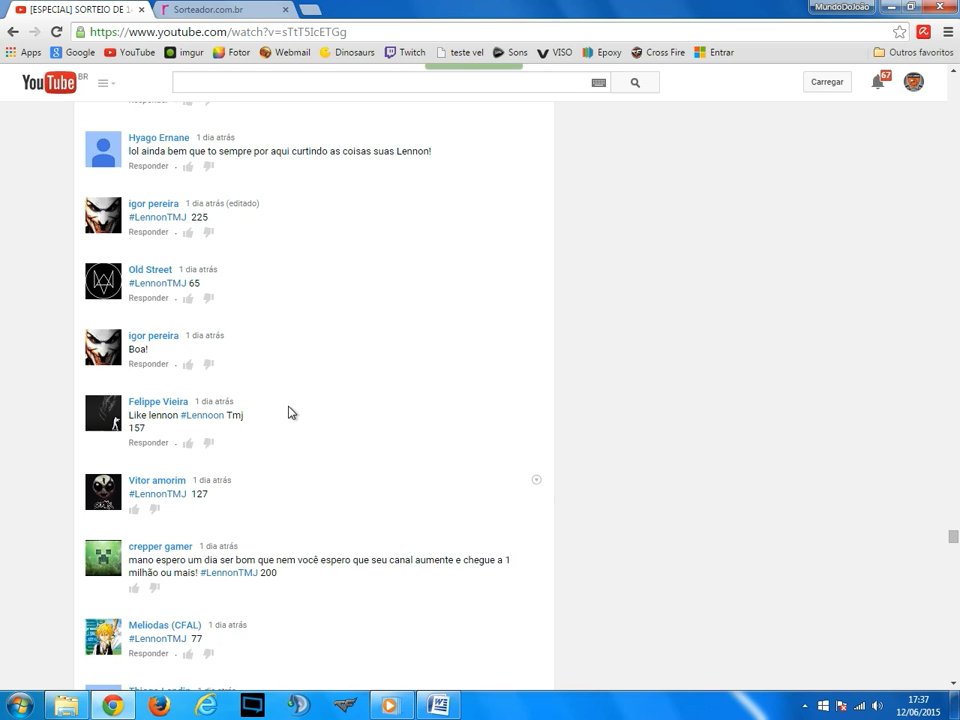 [ESPECIAL] SORTEIO DE 1-
Sorteador.com.br
MundoDoJoão
https://www.youtube.com/watch?v=sTtT5IcETGg
Apps
Google
YouTube
imgur
Fotor
Webmail
Dinosaurs
Twitch
teste vel
Sons
VISO
Epoxy
Cross Fire
Entrar
Outros favoritos
YouTube BR
Carregar
67
Hyago Ernane 1 dia atrás
lol ainda bem que to sempre por aqui curtindo as coisas suas Lennon!
Responder
igor pereira 1 dia atrás (editado)
#LennonTMJ 225
Responder
Old Street 1 dia atrás
#LennonTMJ 65
Responder
igor pereira 1 dia atrás
Boa!
Responder
Felippe Vieira 1 dia atrás
Like lennon #Lennoon Tmj
157
Responder
Vitor amorim 1 dia atrás
#LennonTMJ 127
crepper gamer 1 dia atrás
mano espero um dia ser bom que nem você espero que seu canal aumente e chegue a 1
milhão ou mais! #LennonTMJ 200
Meliodas (CFAL) 1 dia atrás
#LennonTMJ 77
Responder
17:37
12/06/2015